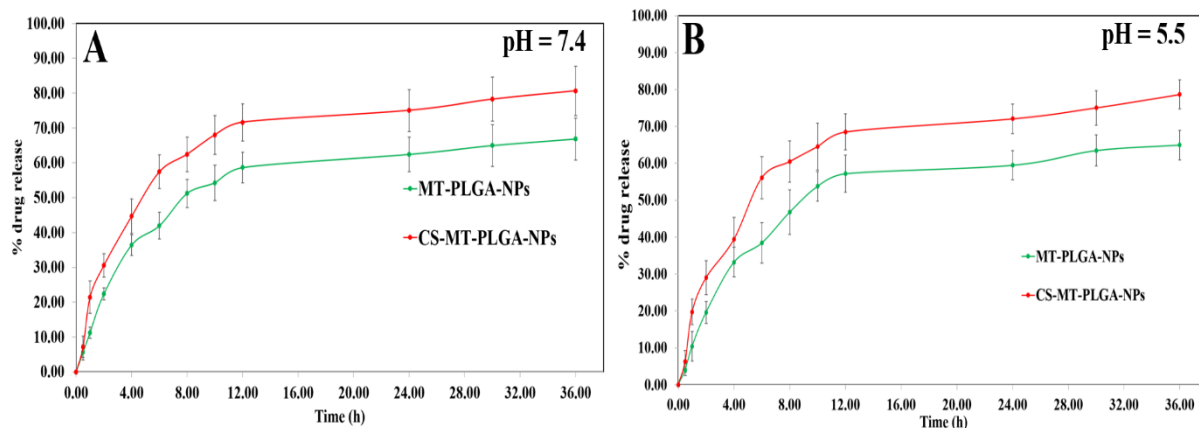 A
pH = 7.4
% drug release
100.00
90.00
80.00
70.00
60.00
50.00
40.00
30.00
20.00
10.00
0.00
MT-PLGA-NPs
CS-MT-PLGA-NPs
0.00 4.00 8.00 12.00 16.00 20.00 24.00 28.00 32.00 36.00
Time (h)
B
pH = 5.5
% drug release
100.00
90.00
80.00
70.00
60.00
50.00
40.00
30.00
20.00
10.00
0.00
MT-PLGA-NPs
CS-MT-PLGA-NPs
0.00 4.00 8.00 12.00 16.00 20.00 24.00 28.00 32.00 36.00
Time (h)